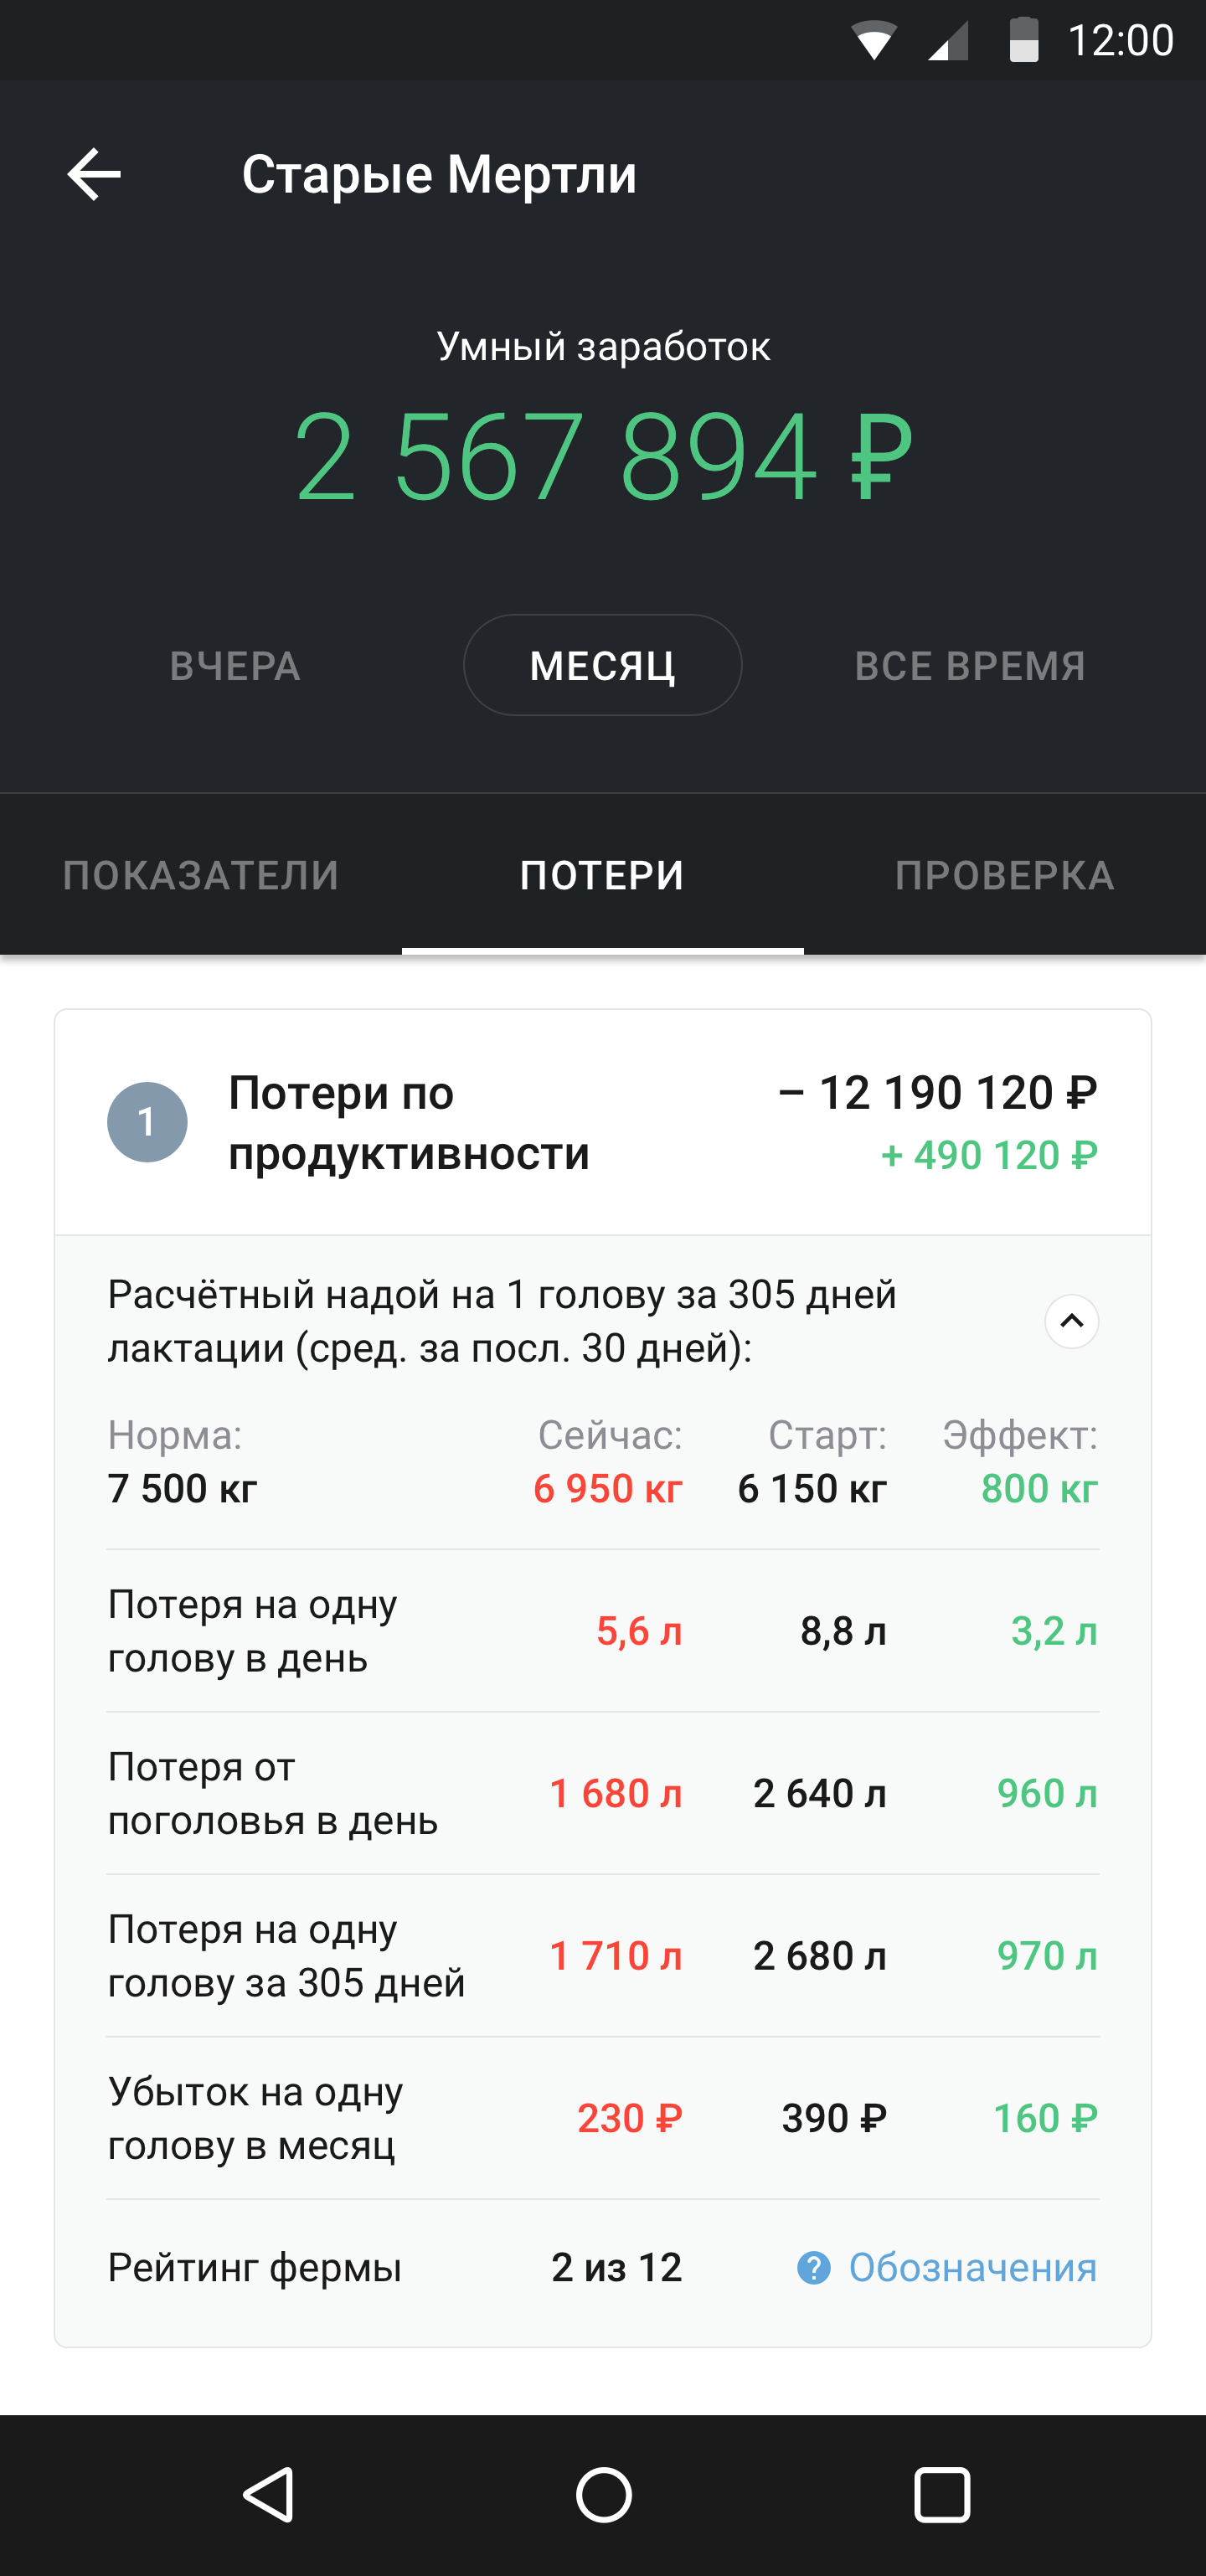 12:00
Старые Мертли
Умный заработок
2 567 894 ₽
ВЧЕРА МЕСЯЦ ВСЕ ВРЕМЯ
ПОКАЗАТЕЛИ ПОТЕРИ ПРОВЕРКА
1
Потери по
продуктивности
– 12 190 120 ₽
+ 490 120 ₽
Расчётный надой на 1 голову за 305 дней
лактации (сред. за посл. 30 дней):
Норма: Сейчас: Старт: Эффект:
7 500 кг 6 950 кг 6 150 кг 800 кг
Потеря на одну
голову в день
5,6 л 8,8 л 3,2 л
Потеря от
поголовья в день
1 680 л 2 640 л 960 л
Потеря на одну
голову за 305 дней
1 710 л 2 680 л 970 л
Убыток на одну
голову в месяц
230 ₽ 390 ₽ 160 ₽
Рейтинг фермы 2 из 12 ? Обозначения